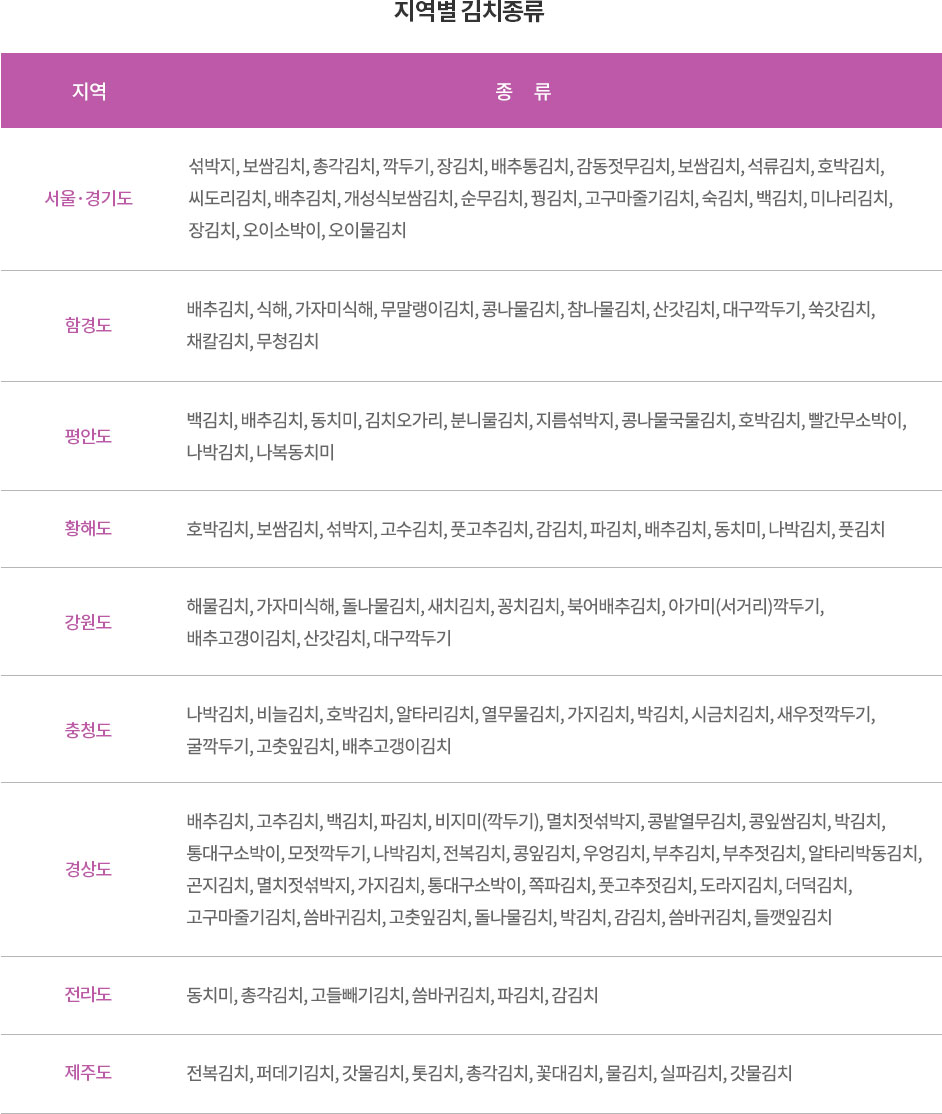 지역별 김치종류
지역
종 류
서울·경기도
섞박지, 보쌈김치, 총각김치, 깍두기, 장김치, 배추통김치, 감동젓무김치, 보쌈김치, 석류김치, 호박김치,
씨도리김치, 배추김치, 개성식보쌈김치, 순무김치, 꿩김치, 고구마줄기김치, 숙김치, 백김치, 미나리김치,
장김치, 오이소박이, 오이물김치
함경도
배추김치, 식해, 가자미식해, 무말랭이김치, 콩나물김치, 참나물김치, 산갓김치, 대구깍두기, 쑥갓김치,
채칼김치, 무청김치
평안도
백김치, 배추김치, 동치미, 김치오가리, 분니물김치, 지름섞박지, 콩나물국물김치, 호박김치, 빨간무소박이,
나박김치, 나복동치미
황해도
호박김치, 보쌈김치, 섞박지, 고수김치, 풋고추김치, 감김치, 파김치, 배추김치, 동치미, 나박김치, 풋김치
강원도
해물김치, 가자미식해, 돌나물김치, 새치김치, 꽁치김치, 북어배추김치, 아가미(서거리)깍두기,
배추고갱이김치, 산갓김치, 대구깍두기
충청도
나박김치, 비늘김치, 호박김치, 알타리김치, 열무물김치, 가지김치, 박김치, 시금치김치, 새우젓깍두기,
굴깍두기, 고춧잎김치, 배추고갱이김치
경상도
배추김치, 고추김치, 백김치, 파김치, 비지미(깍두기), 멸치젓섞박지, 콩밭열무김치, 콩잎쌈김치, 박김치,
통대구소박이, 모젓깍두기, 나박김치, 전복김치, 콩잎김치, 우엉김치, 부추김치, 부추젓김치, 알타리박동김치,
곤지김치, 멸치젓섞박지, 가지김치, 통대구소박이, 쪽파김치, 풋고추젓김치, 도라지김치, 더덕김치,
고구마줄기김치, 씀바귀김치, 고춧잎김치, 돌나물김치, 박김치, 감김치, 씀바귀김치, 들깻잎김치
전라도
동치미, 총각김치, 고들빼기김치, 씀바귀김치, 파김치, 감김치
제주도
전복김치, 퍼데기김치, 갓물김치, 톳김치, 총각김치, 꽃대김치, 물김치, 실파김치, 갓물김치